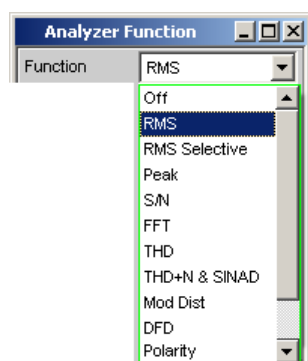 Analyzer Function
Function RMS
Off
RMS
RMS Selective
Peak
S/N
FFT
THD
THD+N & SINAD
Mod Dist
DFD
Polarity